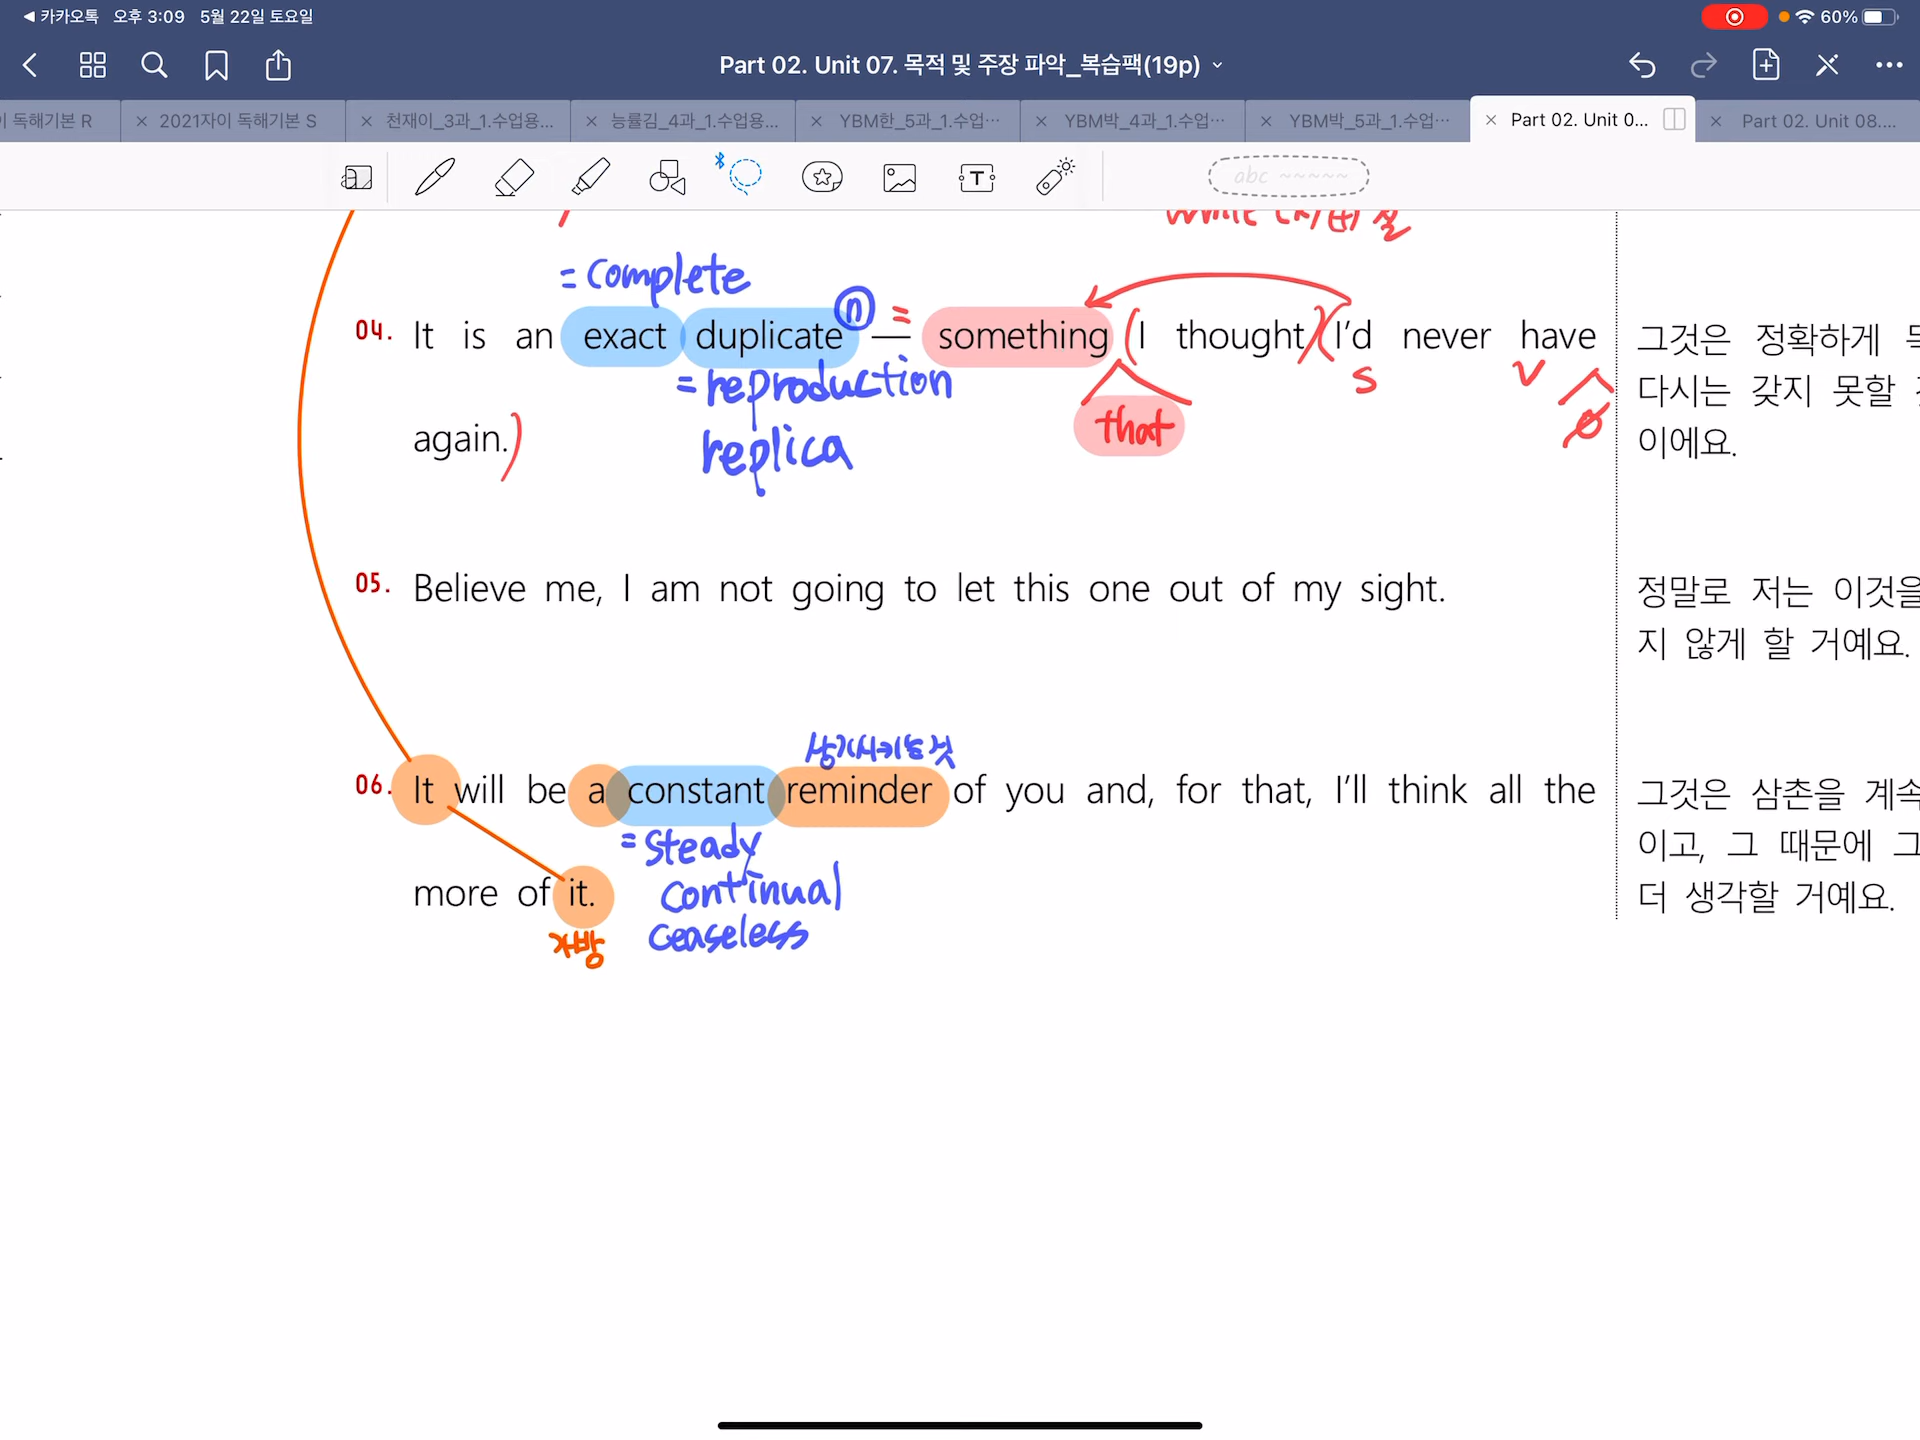 ◀ 카카오톡 오후 3:09 5월 22일 토요일
60%
Part 02. Unit 07. 목적 및 주장 파악_복습팩(19p)
독해기본 R
× 2021자이 독해기본 S
× 천재이_3과_1.수업용...
× 능률김_4과_1.수업용...
× YBM한_5과_1.수업...
× YBM박_4과_1.수업...
× YBM박_5과_1.수업...
× Part 02. Unit 0...
× Part 02. Unit 08....
abc ~~~~~
= complete
ⓝ =
04. It is an exact duplicate — something (I thought)(I'd never have
= reproduction
S
V
that
again.)
replica
그것은 정확하게
다시는 갖지 못할
이에요.
05. Believe me, I am not going to let this one out of my sight.
정말로 저는 이것을
지 않게 할 거예요.
상기시키는 것
06. It will be a constant reminder of you and, for that, I'll think all the
= steady
more of it.
continual
가방
ceaseless
그것은 삼촌을 계속
이고, 그 때문에 그
더 생각할 거예요.